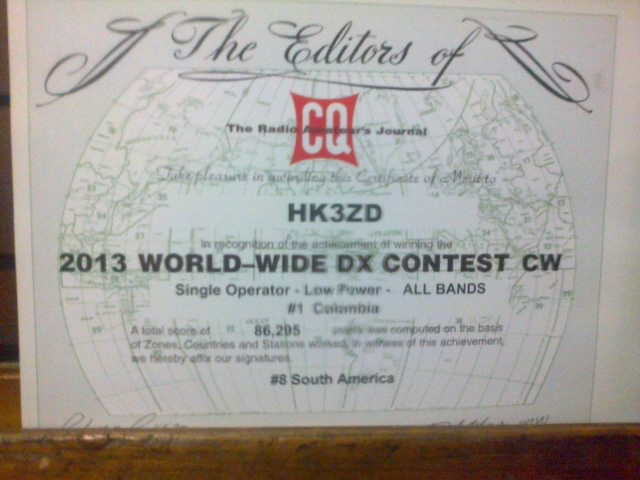 The Editors of
CQ
The Radio Amateur's Journal
Take pleasure in awarding this Certificate of Merit to
HK3ZD
in recognition of the achievement of winning the
2013 WORLD-WIDE DX CONTEST CW
Single Operator - Low Power - ALL BANDS
#1 Colombia
A total score of 86,295 points was computed on the basis
of Zones, Countries and Stations worked, in witness of this achievement,
we hereby affix our signatures.
#8 South America